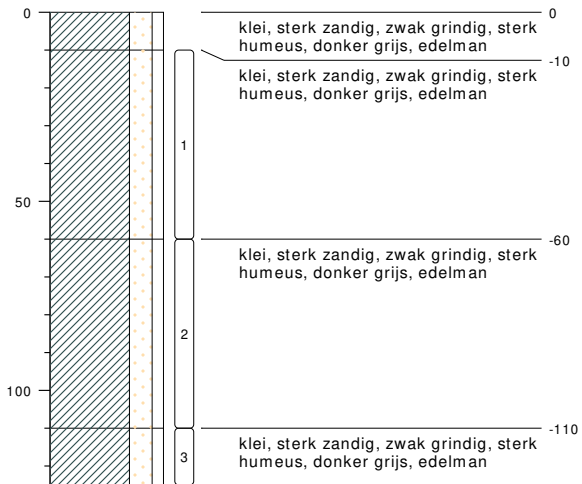 0
0
klei, sterk zandig, zwak grindig, sterk
humeus, donker grijs, edelman
-10
klei, sterk zandig, zwak grindig, sterk
humeus, donker grijs, edelman
1
50
-60
klei, sterk zandig, zwak grindig, sterk
humeus, donker grijs, edelman
2
100
-110
klei, sterk zandig, zwak grindig, sterk
humeus, donker grijs, edelman
3